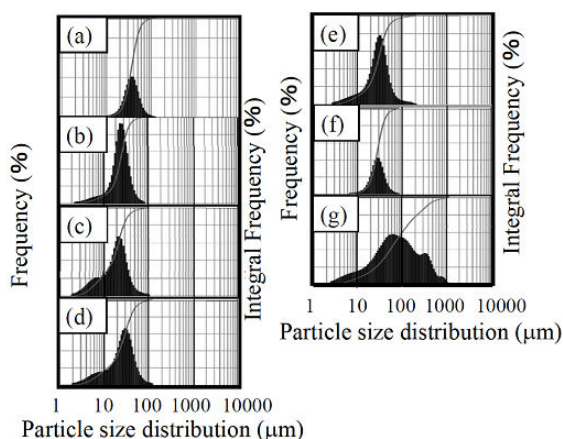 (a)
(b)
(c)
(d)
Frequency (%)
Integral Frequency (%)
1 10 100 1000 10000
Particle size distribution (μm)
(e)
(f)
(g)
Frequency (%)
Integral Frequency (%)
1 10 100 1000 10000
Particle size distribution (μm)